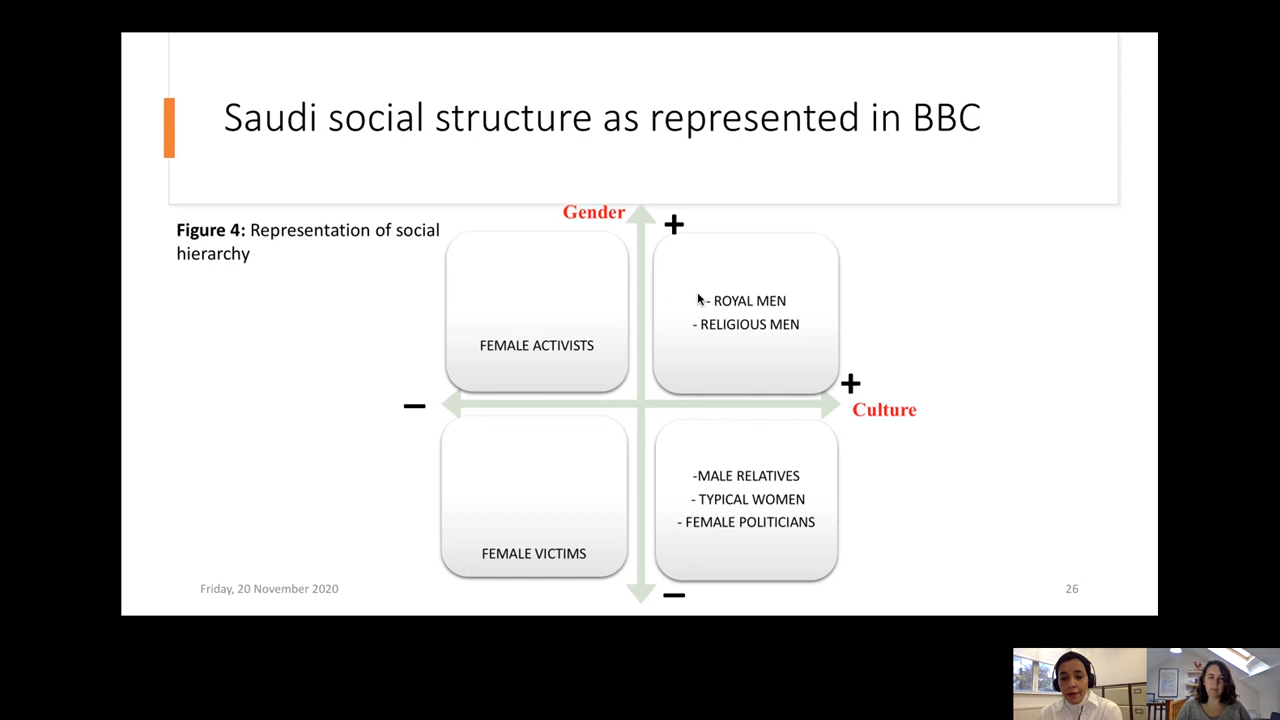 Saudi social structure as represented in BBC
Figure 4: Representation of social
hierarchy
Gender
+
FEMALE ACTIVISTS
- ROYAL MEN
- RELIGIOUS MEN
+
−
Culture
-MALE RELATIVES
- TYPICAL WOMEN
- FEMALE POLITICIANS
FEMALE VICTIMS
−
Friday, 20 November 2020
26